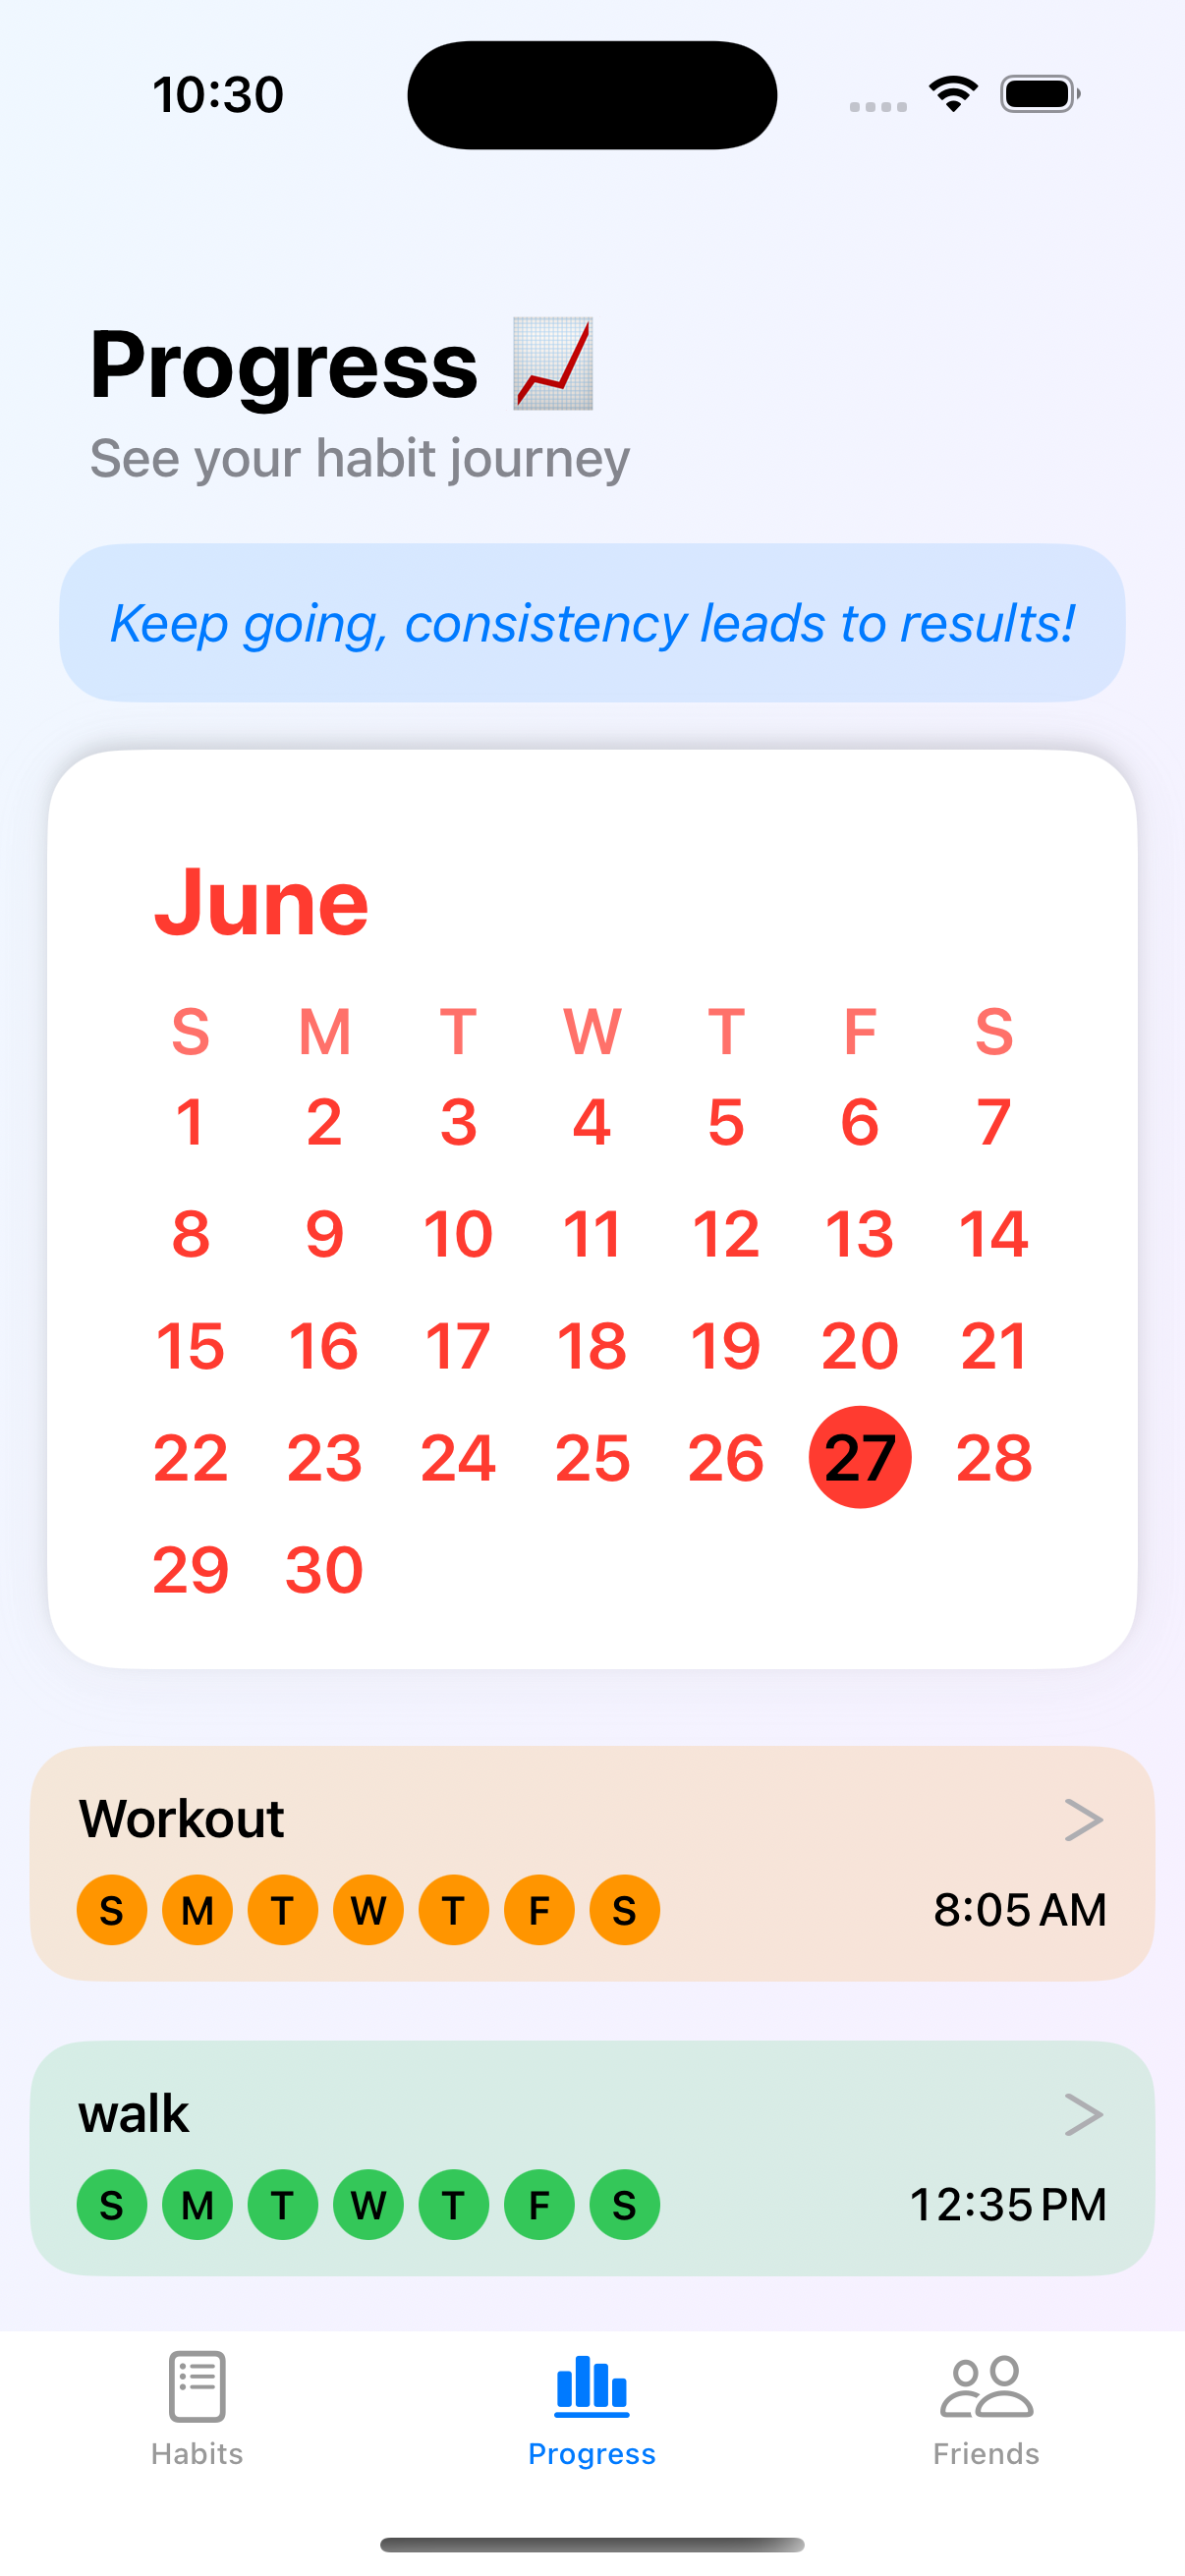 10:30
Progress 📈
See your habit journey
Keep going, consistency leads to results!
June
S M T W T F S
1 2 3 4 5 6 7
8 9 10 11 12 13 14
15 16 17 18 19 20 21
22 23 24 25 26 27 28
29 30
Workout
S M T W T F S 8:05 AM
walk
S M T W T F S 12:35 PM
Habits Progress Friends